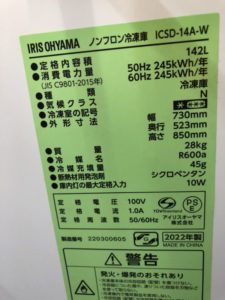 IRIS OHYAMA ノンフロン冷凍庫 ICSD-14A-W
●定格内容積 142L
●消費電力量 50Hz 245kWh/年
(JIS C9801-2015年) 60Hz 245kWh/年
●種類 冷凍庫
●気候クラス N
●冷凍室の記号
●外形寸法 幅)730mm
奥行)523mm
高さ)850mm
●質量 28kg
●冷媒名 R600a
●冷媒充填量 45g
●断熱材発泡剤 シクロペンタン
●庫内灯の最大定格入力 10W
定格電圧 100V
定格電流 1.0A
定格周波数 50/60Hz
PSE
アイリスオーヤマ
株式会社
製造番号 220300605
2022年製
MADE IN CHINA
警告
発火・爆発のおそれあり